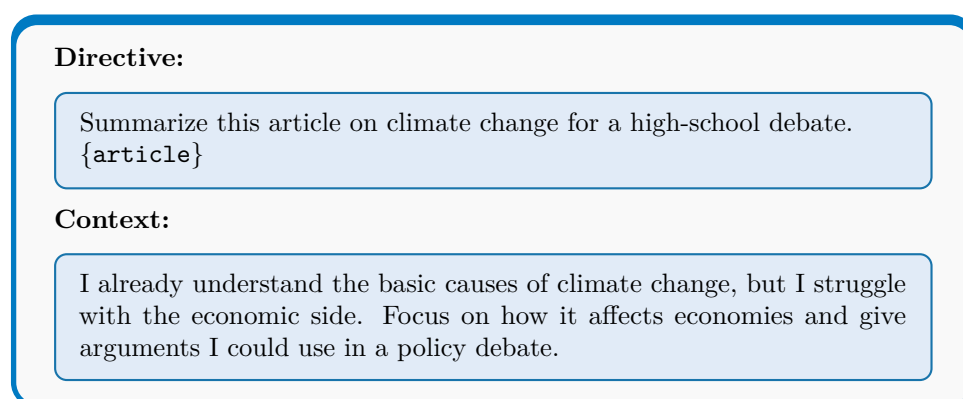 Directive:
Summarize this article on climate change for a high-school debate.
{article}
Context:
I already understand the basic causes of climate change, but I struggle
with the economic side. Focus on how it affects economies and give
arguments I could use in a policy debate.